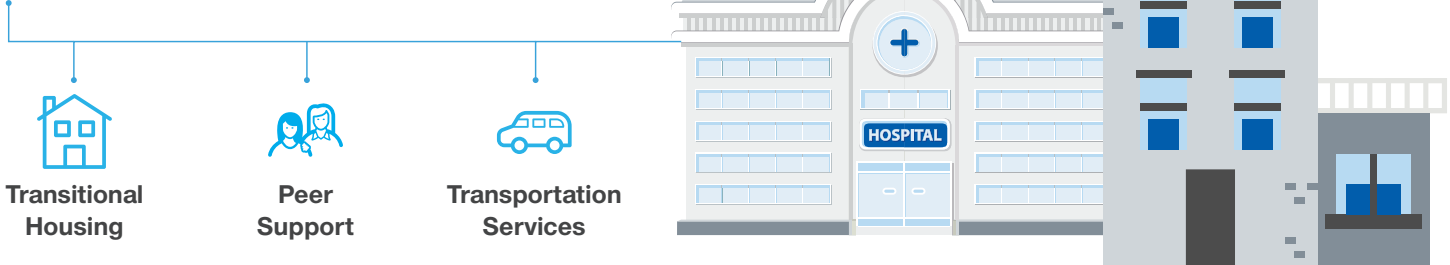 HOSPITAL
Transitional
Housing
Peer
Support
Transportation
Services